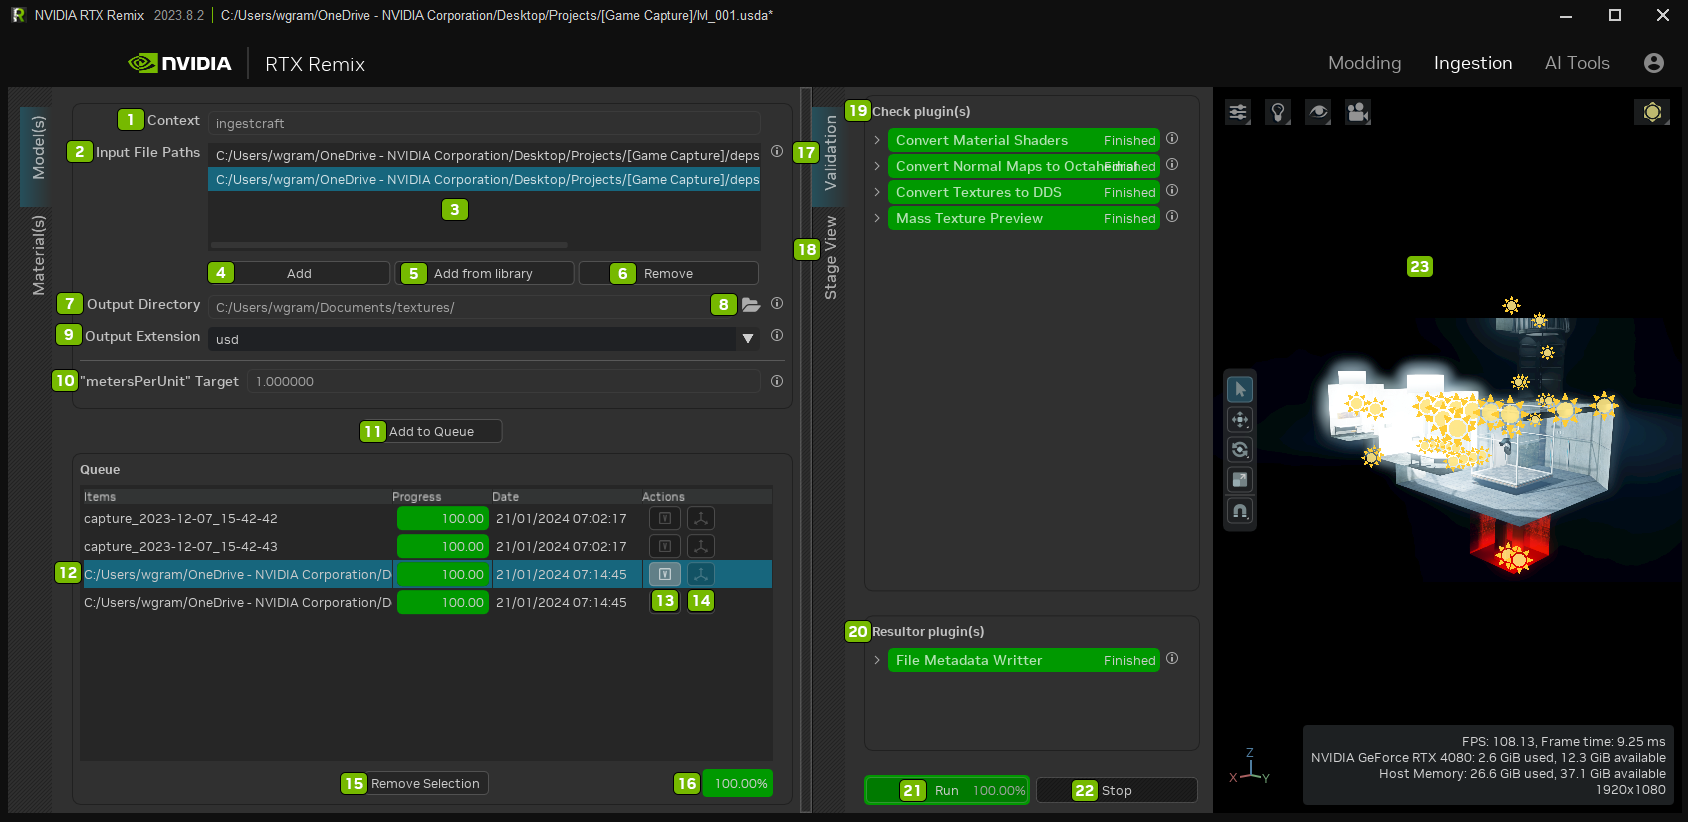 NVIDIA RTX Remix 2023.8.2 C:/Users/wgram/OneDrive - NVIDIA Corporation/Desktop/Projects/[Game Capture]/lvl_001.usda*
NVIDIA RTX Remix
Modding Ingestion AI Tools
Model(s)
Material(s)
1 Context ingestcraft
2 Input File Paths C:/Users/wgram/OneDrive - NVIDIA Corporation/Desktop/Projects/[Game Capture]/deps
C:/Users/wgram/OneDrive - NVIDIA Corporation/Desktop/Projects/[Game Capture]/deps
3
4 Add 5 Add from library 6 Remove
7 Output Directory C:/Users/wgram/Documents/textures/ 8
9 Output Extension usd
10 "metersPerUnit" Target 1.000000
11 Add to Queue
Queue
Items Progress Date Actions
capture_2023-12-07_15-42-42 100.00 21/01/2024 07:02:17
capture_2023-12-07_15-42-43 100.00 21/01/2024 07:02:17
12 C:/Users/wgram/OneDrive - NVIDIA Corporation/D 100.00 21/01/2024 07:14:45
C:/Users/wgram/OneDrive - NVIDIA Corporation/D 100.00 21/01/2024 07:14:45 13 14
15 Remove Selection 16 100.00%
17 Validation
18 Stage View
19 Check plugin(s)
Convert Material Shaders Finished
Convert Normal Maps to Octahedral Finished
Convert Textures to DDS Finished
Mass Texture Preview Finished
20 Resultor plugin(s)
File Metadata Writter Finished
21 Run 100.00% 22 Stop
23
Z
X Y
FPS: 108.13, Frame time: 9.25 ms
NVIDIA GeForce RTX 4080: 2.6 GiB used, 12.3 GiB available
Host Memory: 26.6 GiB used, 37.1 GiB available
1920x1080